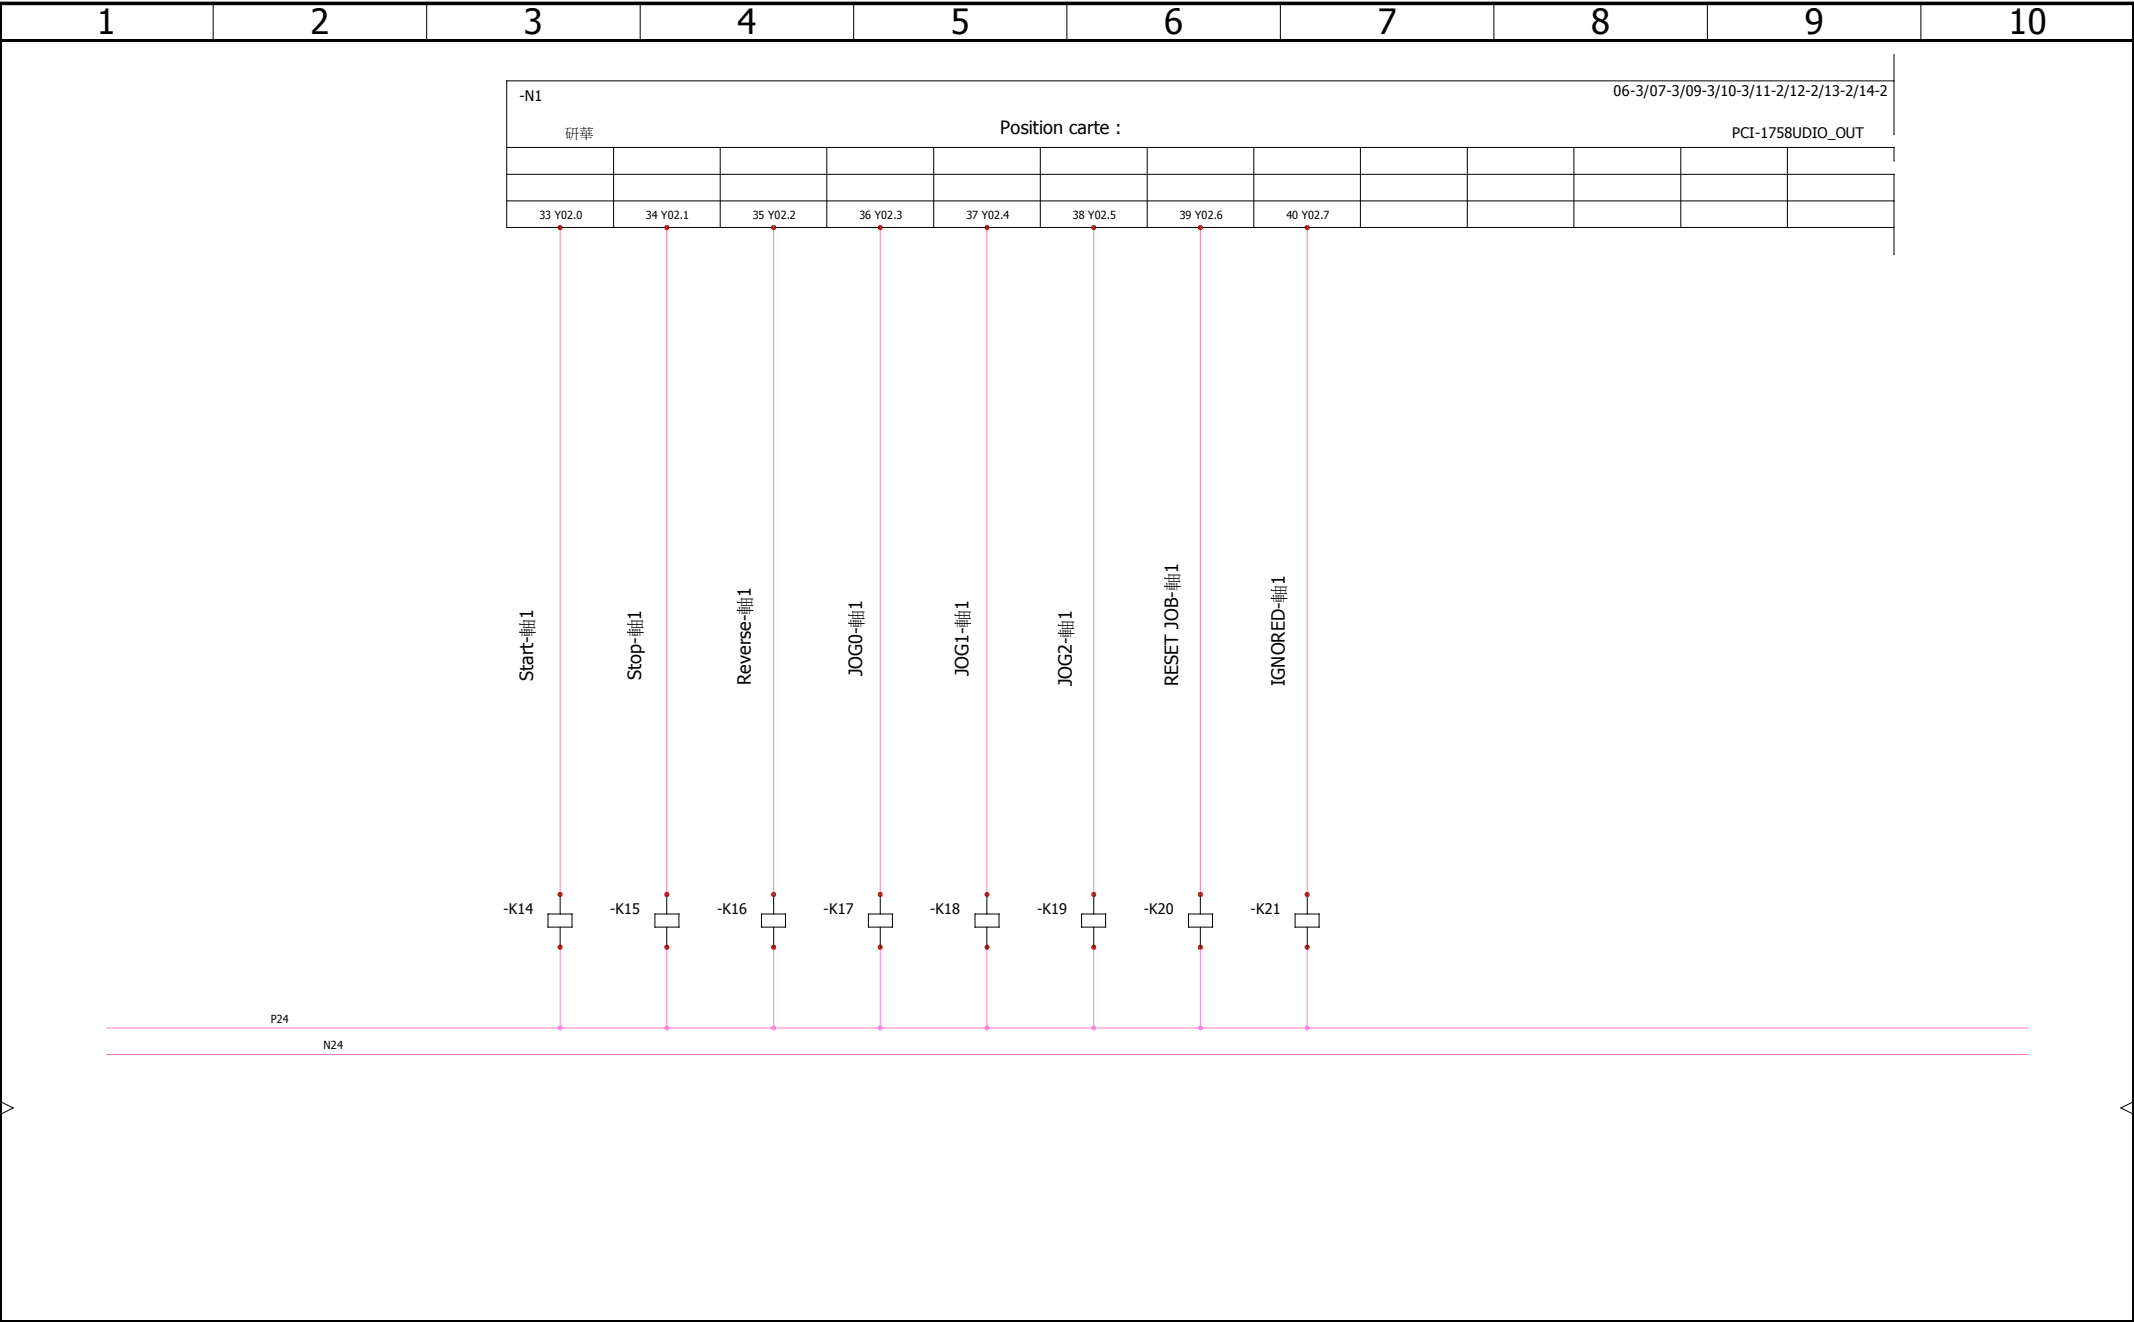 1 2 3 4 5 6 7 8 9 10
-N1 06-3/07-3/09-3/10-3/11-2/12-2/13-2/14-2
研華 Position carte : PCI-1758UDIO_OUT
33 Y02.0 34 Y02.1 35 Y02.2 36 Y02.3 37 Y02.4 38 Y02.5 39 Y02.6 40 Y02.7
Start-軸1
Stop-軸1
Reverse-軸1
JOG0-軸1
JOG1-軸1
JOG2-軸1
RESET JOB-軸1
IGNORED-軸1
-K14 -K15 -K16 -K17 -K18 -K19 -K20 -K21
P24
N24